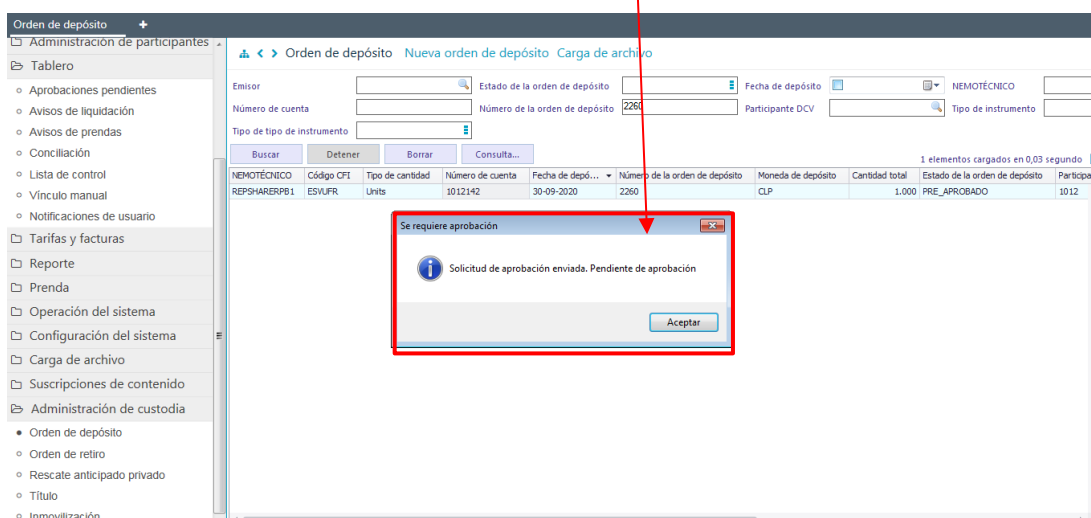 Orden de depósito +
Administración de participantes
Tablero
Aprobaciones pendientes
Avisos de liquidación
Avisos de prendas
Conciliación
Lista de control
Vínculo manual
Notificaciones de usuario
Tarifas y facturas
Reporte
Prenda
Operación del sistema
Configuración del sistema
Carga de archivo
Suscripciones de contenido
Administración de custodia
Orden de depósito
Orden de retiro
Rescate anticipado privado
Título
Inmovilización
Orden de depósito Nueva orden de depósito Carga de archivo
Emisor Estado de la orden de depósito Fecha de depósito NEMOTÉCNICO
Número de cuenta Número de la orden de depósito 2260 Participante DCV Tipo de instrumento
Tipo de tipo de instrumento
Buscar Detener Borrar Consulta...
1 elementos cargados en 0,03 segundo
NEMOTÉCNICO Código CFI Tipo de cantidad Número de cuenta Fecha de depó... Número de la orden de depósito Moneda de depósito Cantidad total Estado de la orden de depósito Participa
REPSHARERPB1 ESVUFR Units 1012142 30-09-2020 2260 CLP 1.000 PRE_APROBADO 1012
Se requiere aprobación
Solicitud de aprobación enviada. Pendiente de aprobación
Aceptar